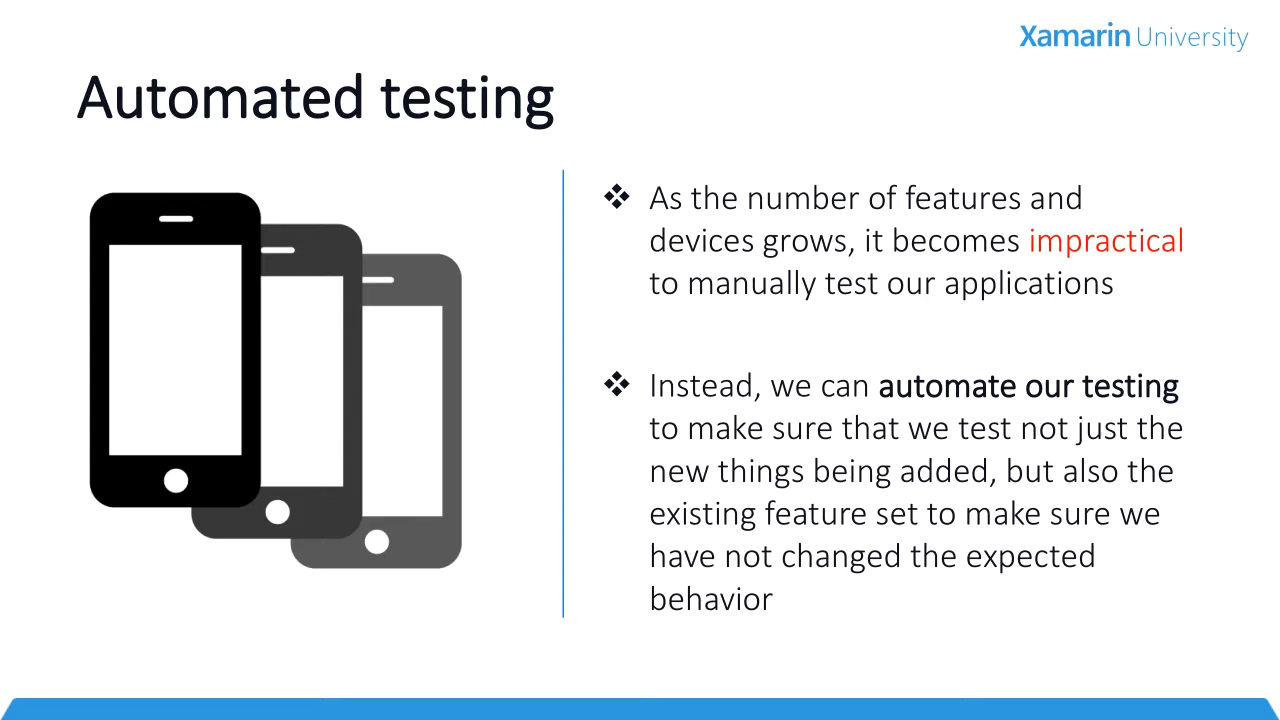 Xamarin University
Automated testing
❖ As the number of features and
devices grows, it becomes impractical
to manually test our applications
❖ Instead, we can automate our testing
to make sure that we test not just the
new things being added, but also the
existing feature set to make sure we
have not changed the expected
behavior